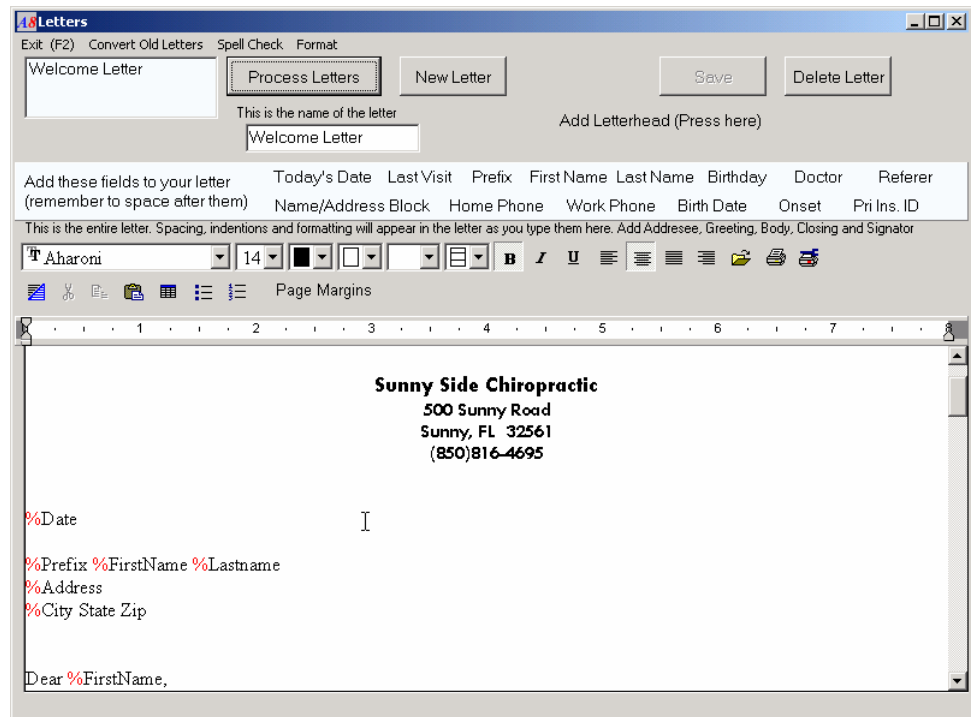 A8Letters
Exit (F2) Convert Old Letters Spell Check Format
Welcome Letter
Process Letters
New Letter
Save
Delete Letter
This is the name of the letter
Welcome Letter
Add Letterhead (Press here)
Add these fields to your letter
(remember to space after them)
Today's Date Last Visit Prefix First Name Last Name Birthday Doctor Referer
Name/Address Block Home Phone Work Phone Birth Date Onset Pri Ins. ID
This is the entire letter. Spacing, indentions and formatting will appear in the letter as you type them here. Add Addresee, Greeting, Body, Closing and Signator
Aharoni 14 B I U
Page Margins
1 2 3 4 5 6 7 8
Sunny Side Chiropractic
500 Sunny Road
Sunny, FL 32561
(850)816-4695
%Date
%Prefix %FirstName %Lastname
%Address
%City State Zip
Dear %FirstName,